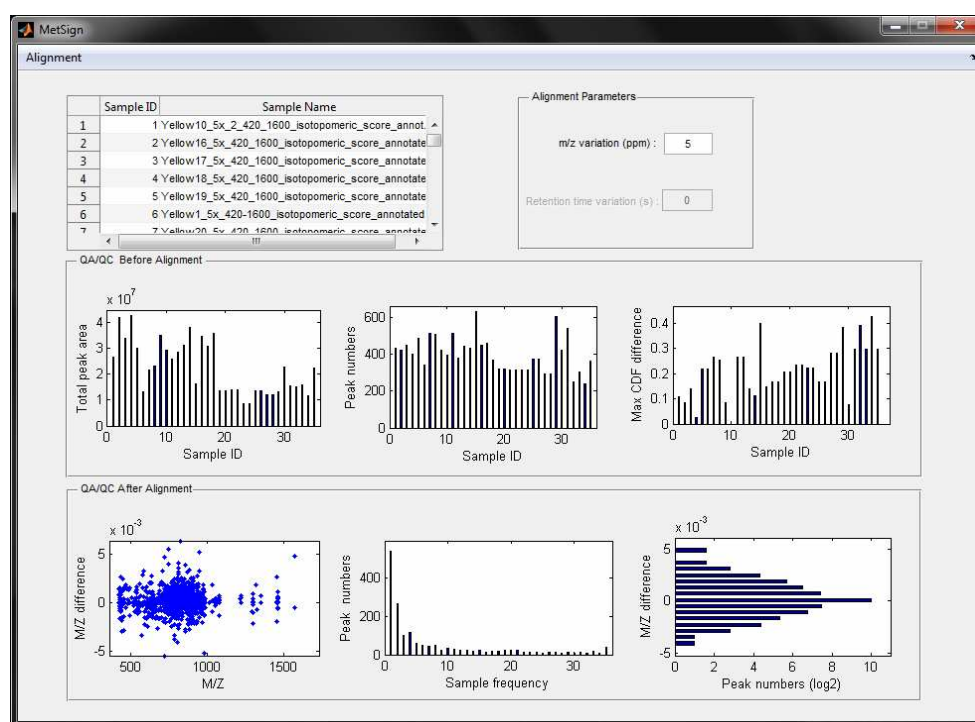 MetSign
Alignment
Sample ID Sample Name
1 1 Yellow10_5x_2_420_1600_isotopomeric_score_annot.
2 2 Yellow16_5x_420_1600_isotopomeric_score_annotate
3 3 Yellow17_5x_420_1600_isotopomeric_score_annotate
4 4 Yellow18_5x_420_1600_isotopomeric_score_annotate
5 5 Yellow19_5x_420_1600_isotopomeric_score_annotate
6 6 Yellow1_5x_420-1600_isotopomeric_score_annotated
7 7 Yellow20_5x_420_1600_isotopomeric_score_annotate
Alignment Parameters
m/z variation (ppm) : 5
Retention time variation (s) : 0
QA/QC Before Alignment
x 10^7
Total peak area
4
3
2
1
0
0 10 20 30
Sample ID
Peak numbers
600
400
200
0
0 10 20 30
Sample ID
Max CDF difference
0.4
0.3
0.2
0.1
0
0 10 20 30
Sample ID
QA/QC After Alignment
x 10^-3
M/Z difference
5
0
-5
500 1000 1500
M/Z
Peak numbers
400
200
0
0 10 20 30
Sample frequency
x 10^-3
M/Z difference
5
0
-5
0 2 4 6 8 10
Peak numbers (log2)